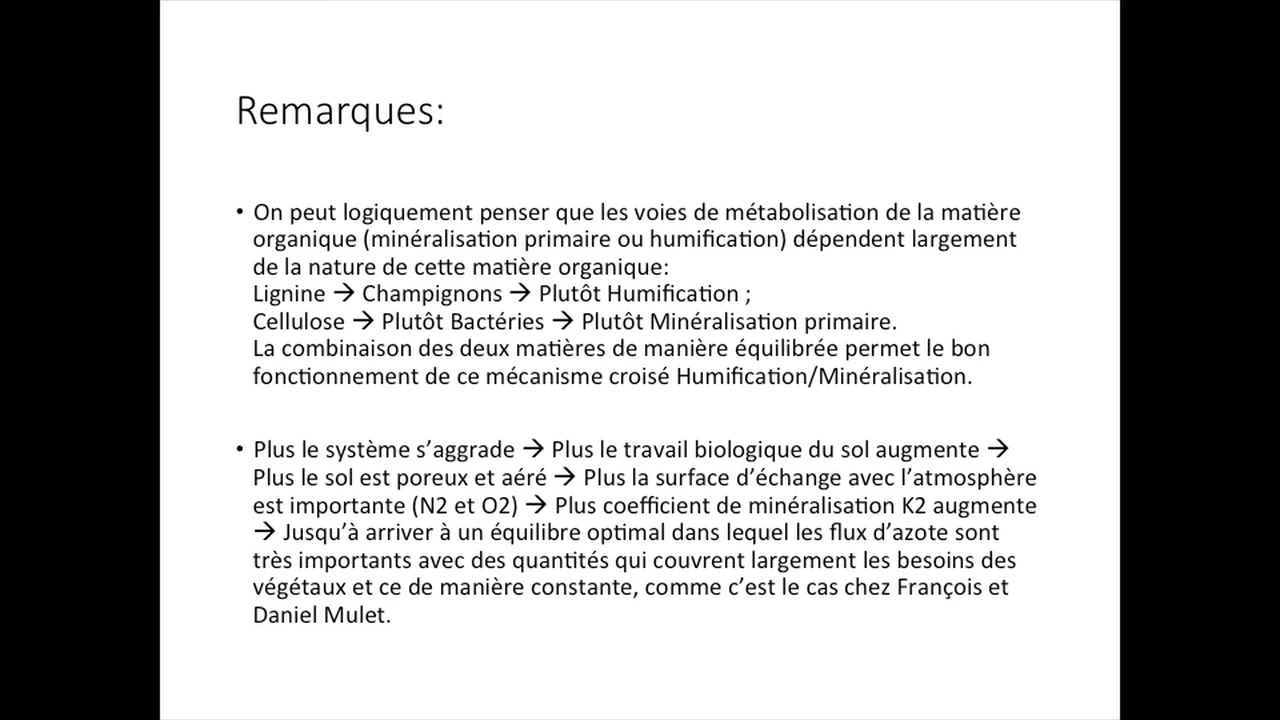 Remarques:
• On peut logiquement penser que les voies de métabolisation de la matière
organique (minéralisation primaire ou humification) dépendent largement
de la nature de cette matière organique:
Lignine → Champignons → Plutôt Humification ;
Cellulose → Plutôt Bactéries → Plutôt Minéralisation primaire.
La combinaison des deux matières de manière équilibrée permet le bon
fonctionnement de ce mécanisme croisé Humification/Minéralisation.
• Plus le système s’aggrade → Plus le travail biologique du sol augmente →
Plus le sol est poreux et aéré → Plus la surface d’échange avec l’atmosphère
est importante (N2 et O2) → Plus coefficient de minéralisation K2 augmente
→ Jusqu’à arriver à un équilibre optimal dans lequel les flux d’azote sont
très importants avec des quantités qui couvrent largement les besoins des
végétaux et ce de manière constante, comme c’est le cas chez François et
Daniel Mulet.